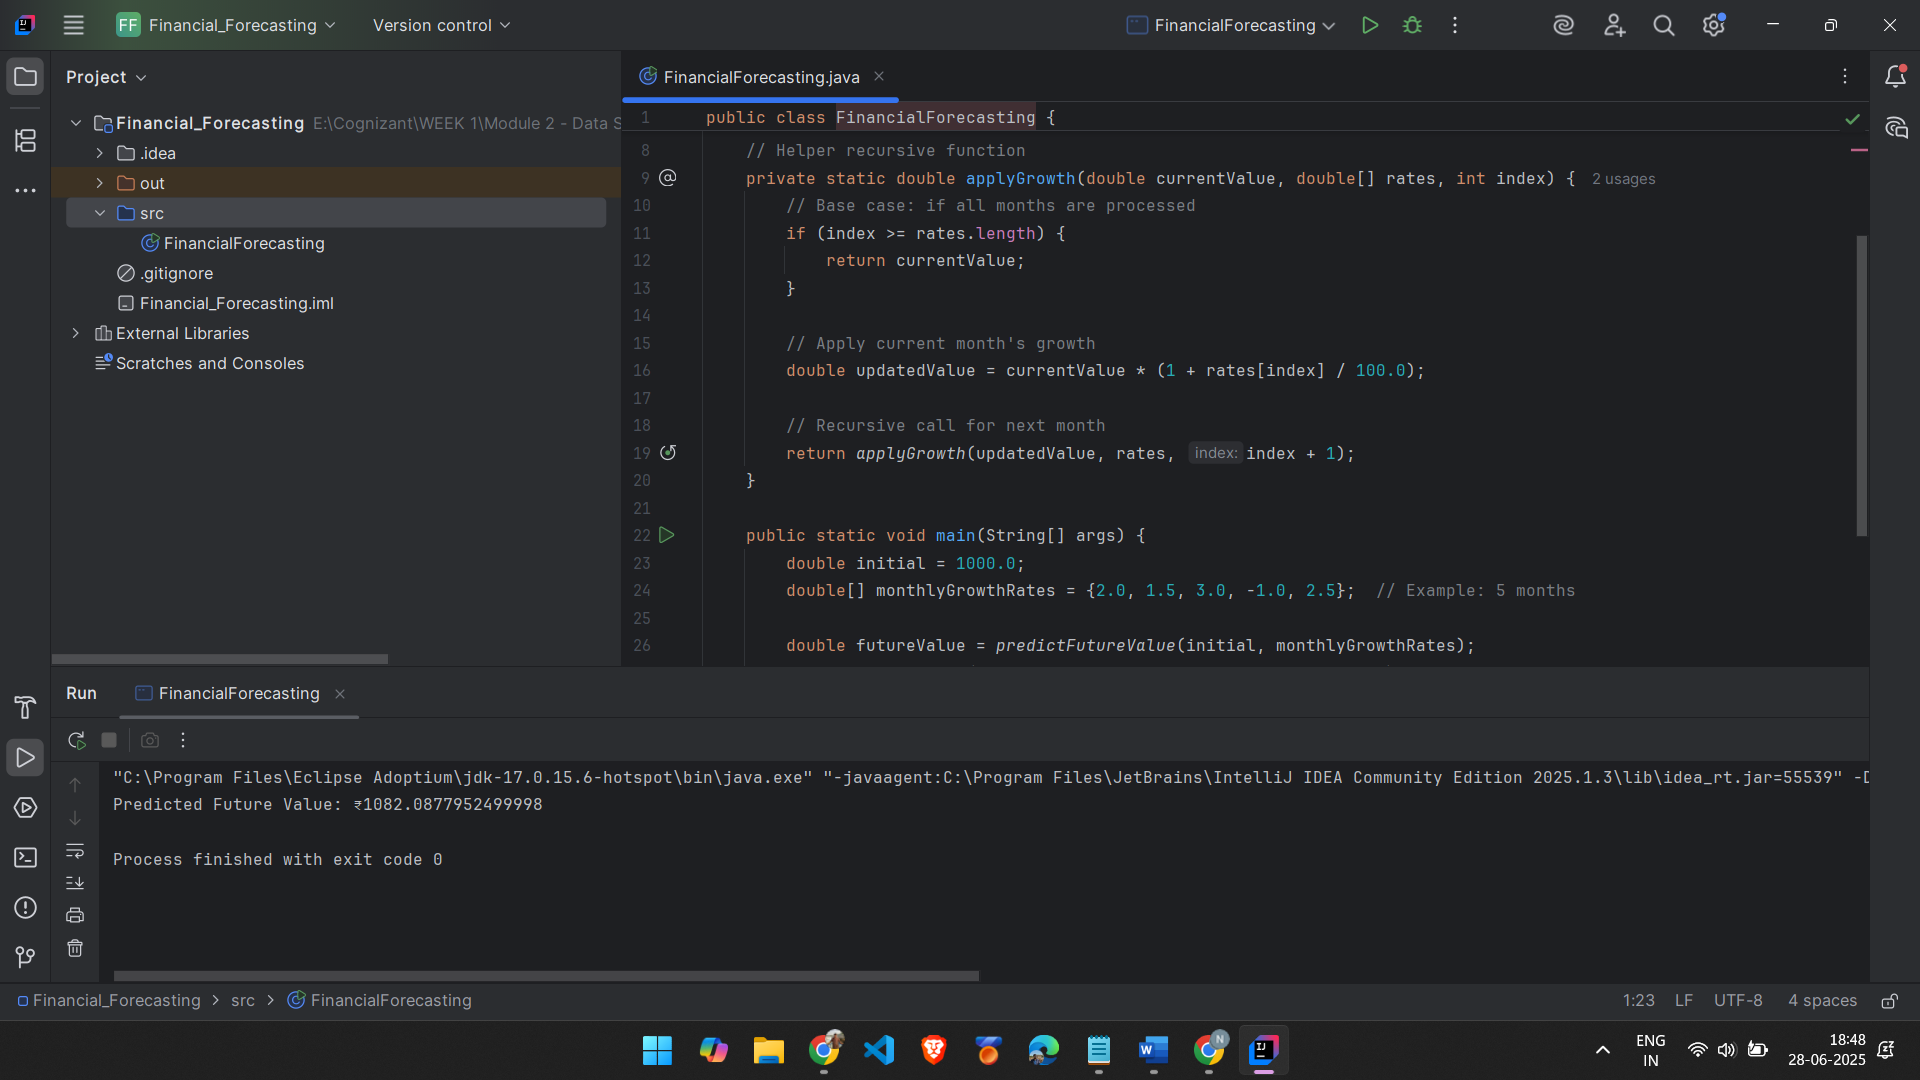 FF Financial_Forecasting
Version control
FinancialForecasting
Project
Financial_Forecasting E:\Cognizant\WEEK 1\Module 2 - Data S
.idea
out
src
FinancialForecasting
.gitignore
Financial_Forecasting.iml
External Libraries
Scratches and Consoles
FinancialForecasting.java
1 public class FinancialForecasting {
8 // Helper recursive function
9 private static double applyGrowth(double currentValue, double[] rates, int index) { 2 usages
10 // Base case: if all months are processed
11 if (index >= rates.length) {
12 return currentValue;
13 }
14
15 // Apply current month's growth
16 double updatedValue = currentValue * (1 + rates[index] / 100.0);
17
18 // Recursive call for next month
19 return applyGrowth(updatedValue, rates, index: index + 1);
20 }
21
22 public static void main(String[] args) {
23 double initial = 1000.0;
24 double[] monthlyGrowthRates = {2.0, 1.5, 3.0, -1.0, 2.5}; // Example: 5 months
25
26 double futureValue = predictFutureValue(initial, monthlyGrowthRates);
Run FinancialForecasting
"C:\Program Files\Eclipse Adoptium\jdk-17.0.15.6-hotspot\bin\java.exe" "-javaagent:C:\Program Files\JetBrains\IntelliJ IDEA Community Edition 2025.1.3\lib\idea_rt.jar=55539" -D
Predicted Future Value: ₹1082.0877952499998
Process finished with exit code 0
Financial_Forecasting > src > FinancialForecasting
1:23 LF UTF-8 4 spaces
ENG
IN
18:48
28-06-2025